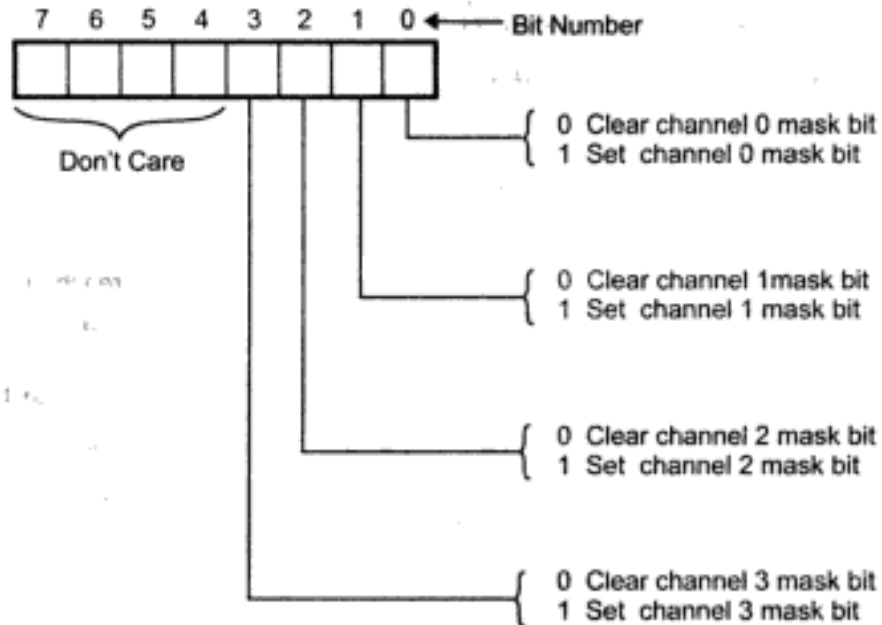 7 6 5 4 3 2 1 0 Bit Number
0 Clear channel 0 mask bit
1 Set channel 0 mask bit
Don't Care
0 Clear channel 1mask bit
1 Set channel 1 mask bit
0 Clear channel 2 mask bit
1 Set channel 2 mask bit
0 Clear channel 3 mask bit
1 Set channel 3 mask bit